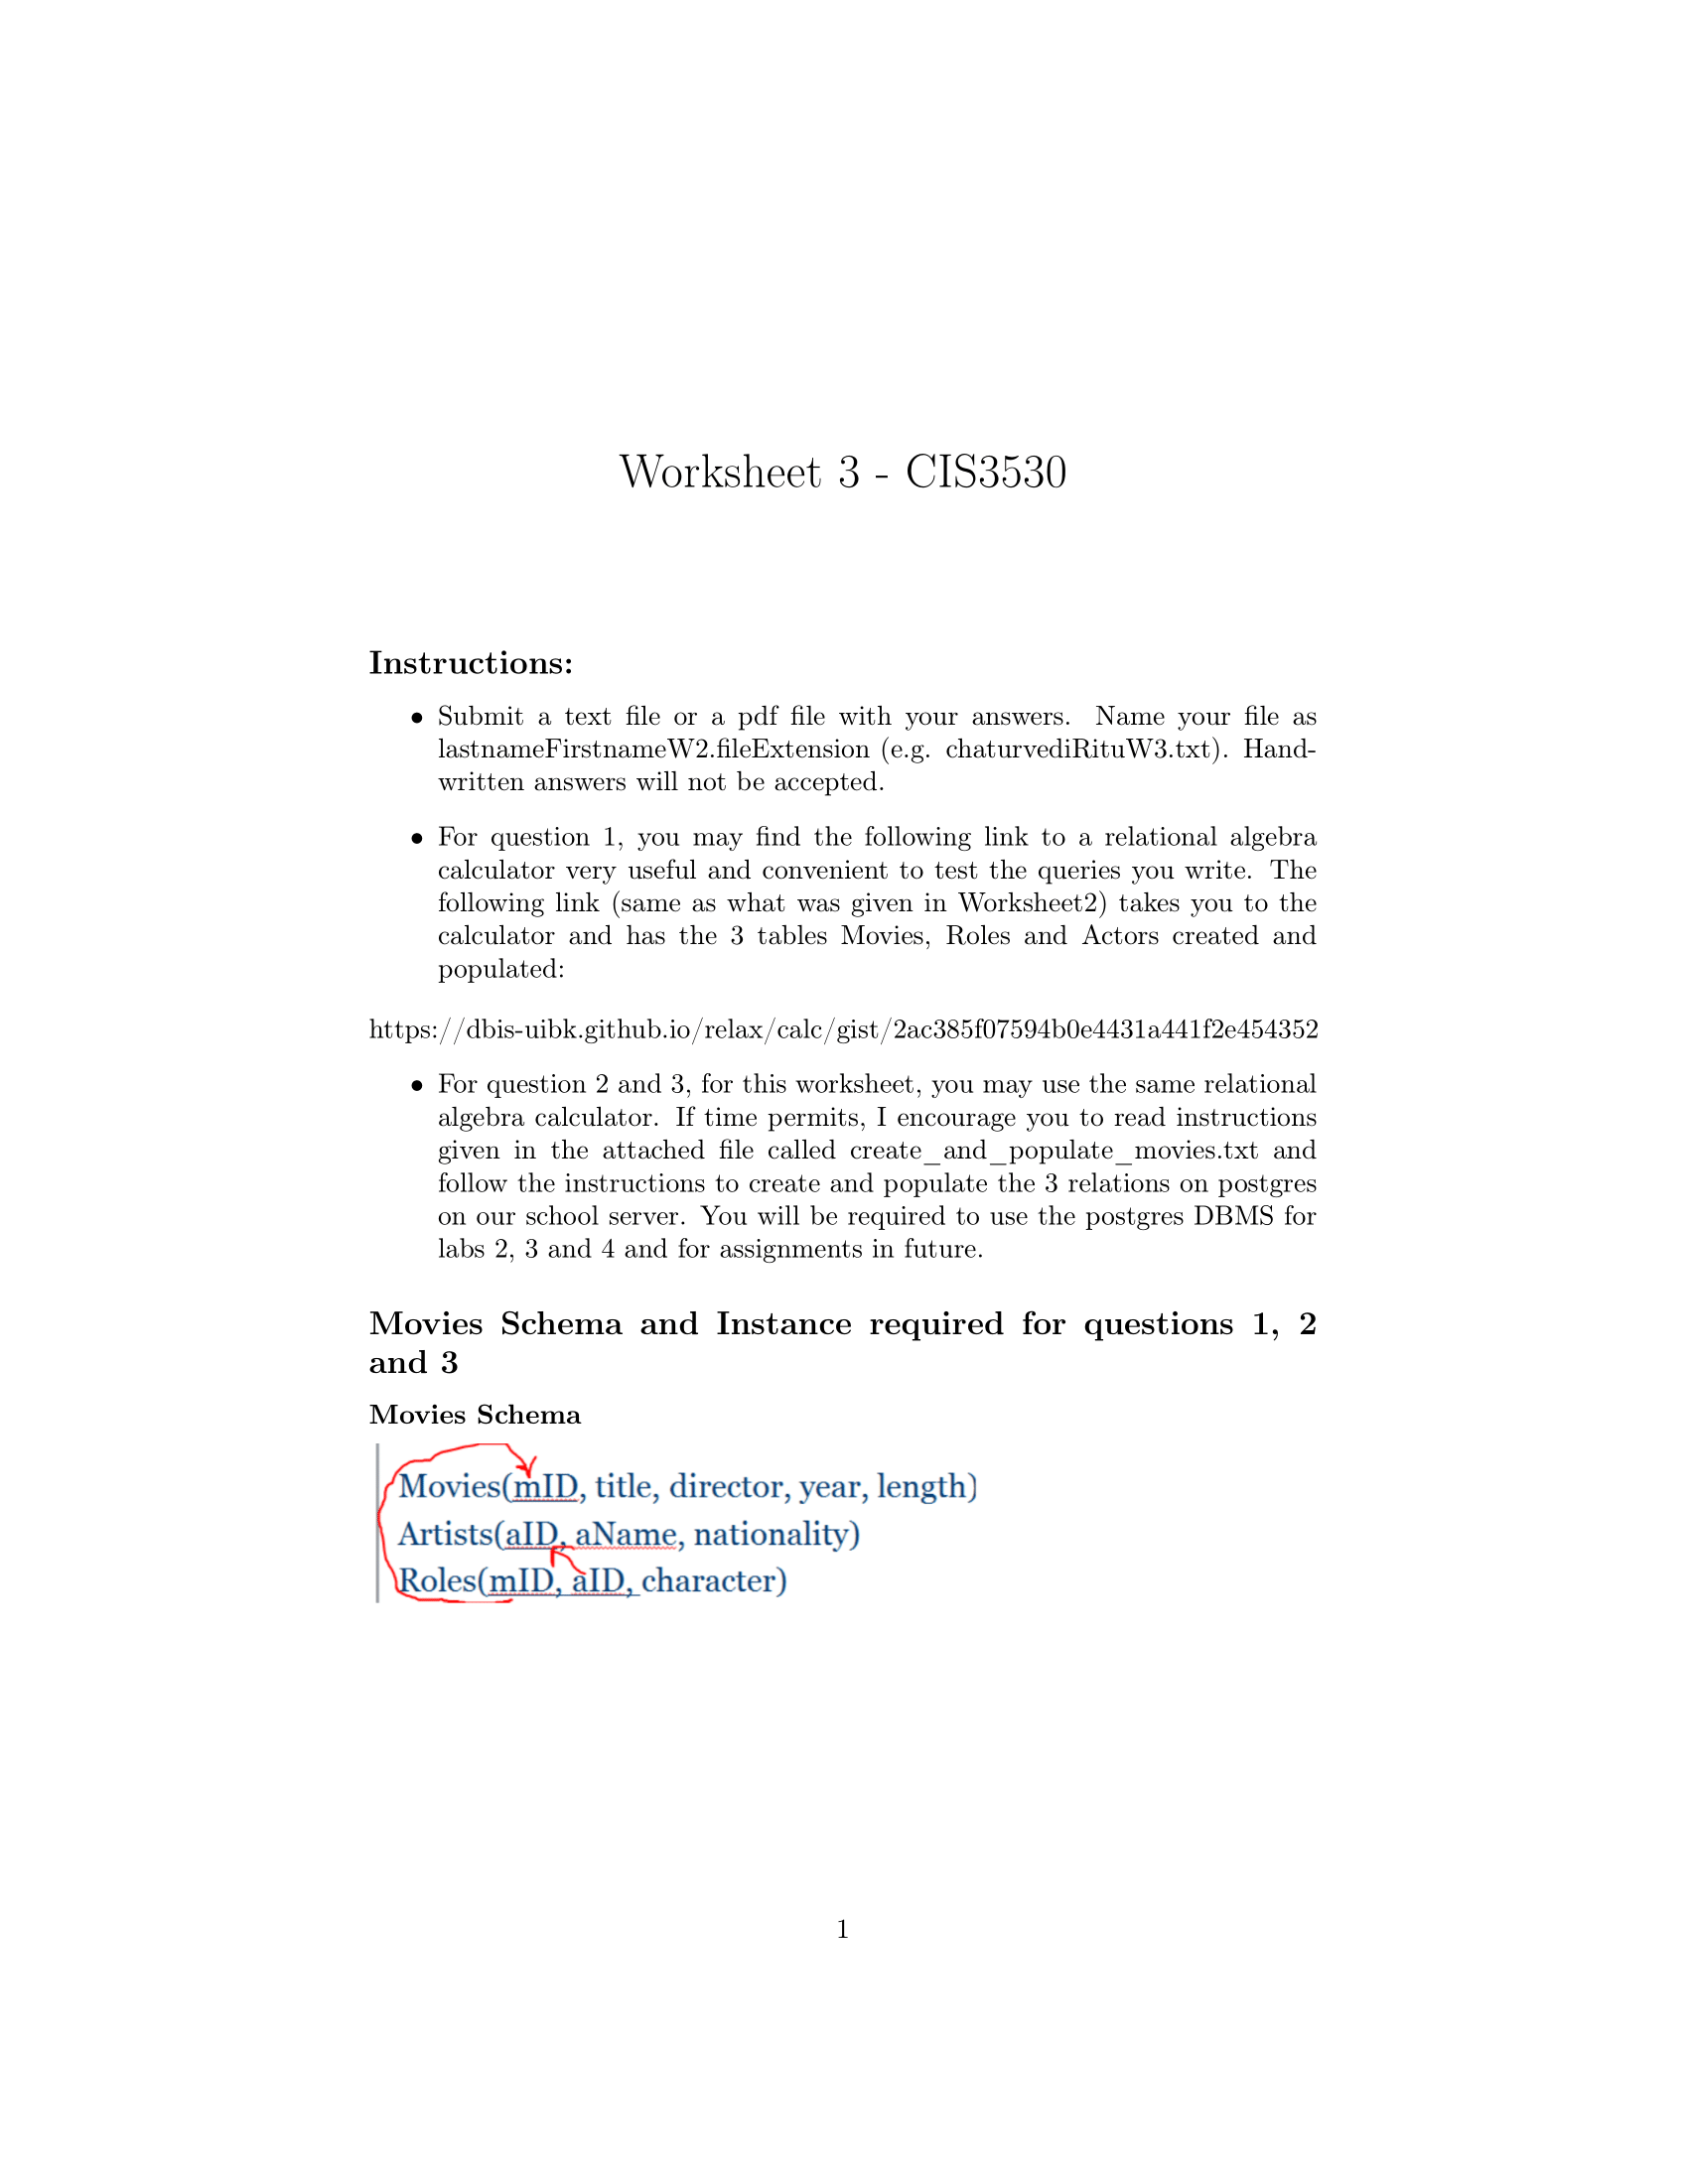 Worksheet 3 - CIS3530
Instructions:
• Submit a text file or a pdf file with your answers. Name your file as
lastnameFirstnameW2.fileExtension (e.g. chaturvediRituW3.txt). Hand-
written answers will not be accepted.
• For question 1, you may find the following link to a relational algebra
calculator very useful and convenient to test the queries you write. The
following link (same as what was given in Worksheet2) takes you to the
calculator and has the 3 tables Movies, Roles and Actors created and
populated:
https://dbis-uibk.github.io/relax/calc/gist/2ac385f07594b0e4431a441f2e454352
• For question 2 and 3, for this worksheet, you may use the same relational
algebra calculator. If time permits, I encourage you to read instructions
given in the attached file called create_and_populate_movies.txt and
follow the instructions to create and populate the 3 relations on postgres
on our school server. You will be required to use the postgres DBMS for
labs 2, 3 and 4 and for assignments in future.
Movies Schema and Instance required for questions 1, 2
and 3
Movies Schema
Movies(mID, title, director, year, length)
Artists(aID, aName, nationality)
Roles(mID, aID, character)
1